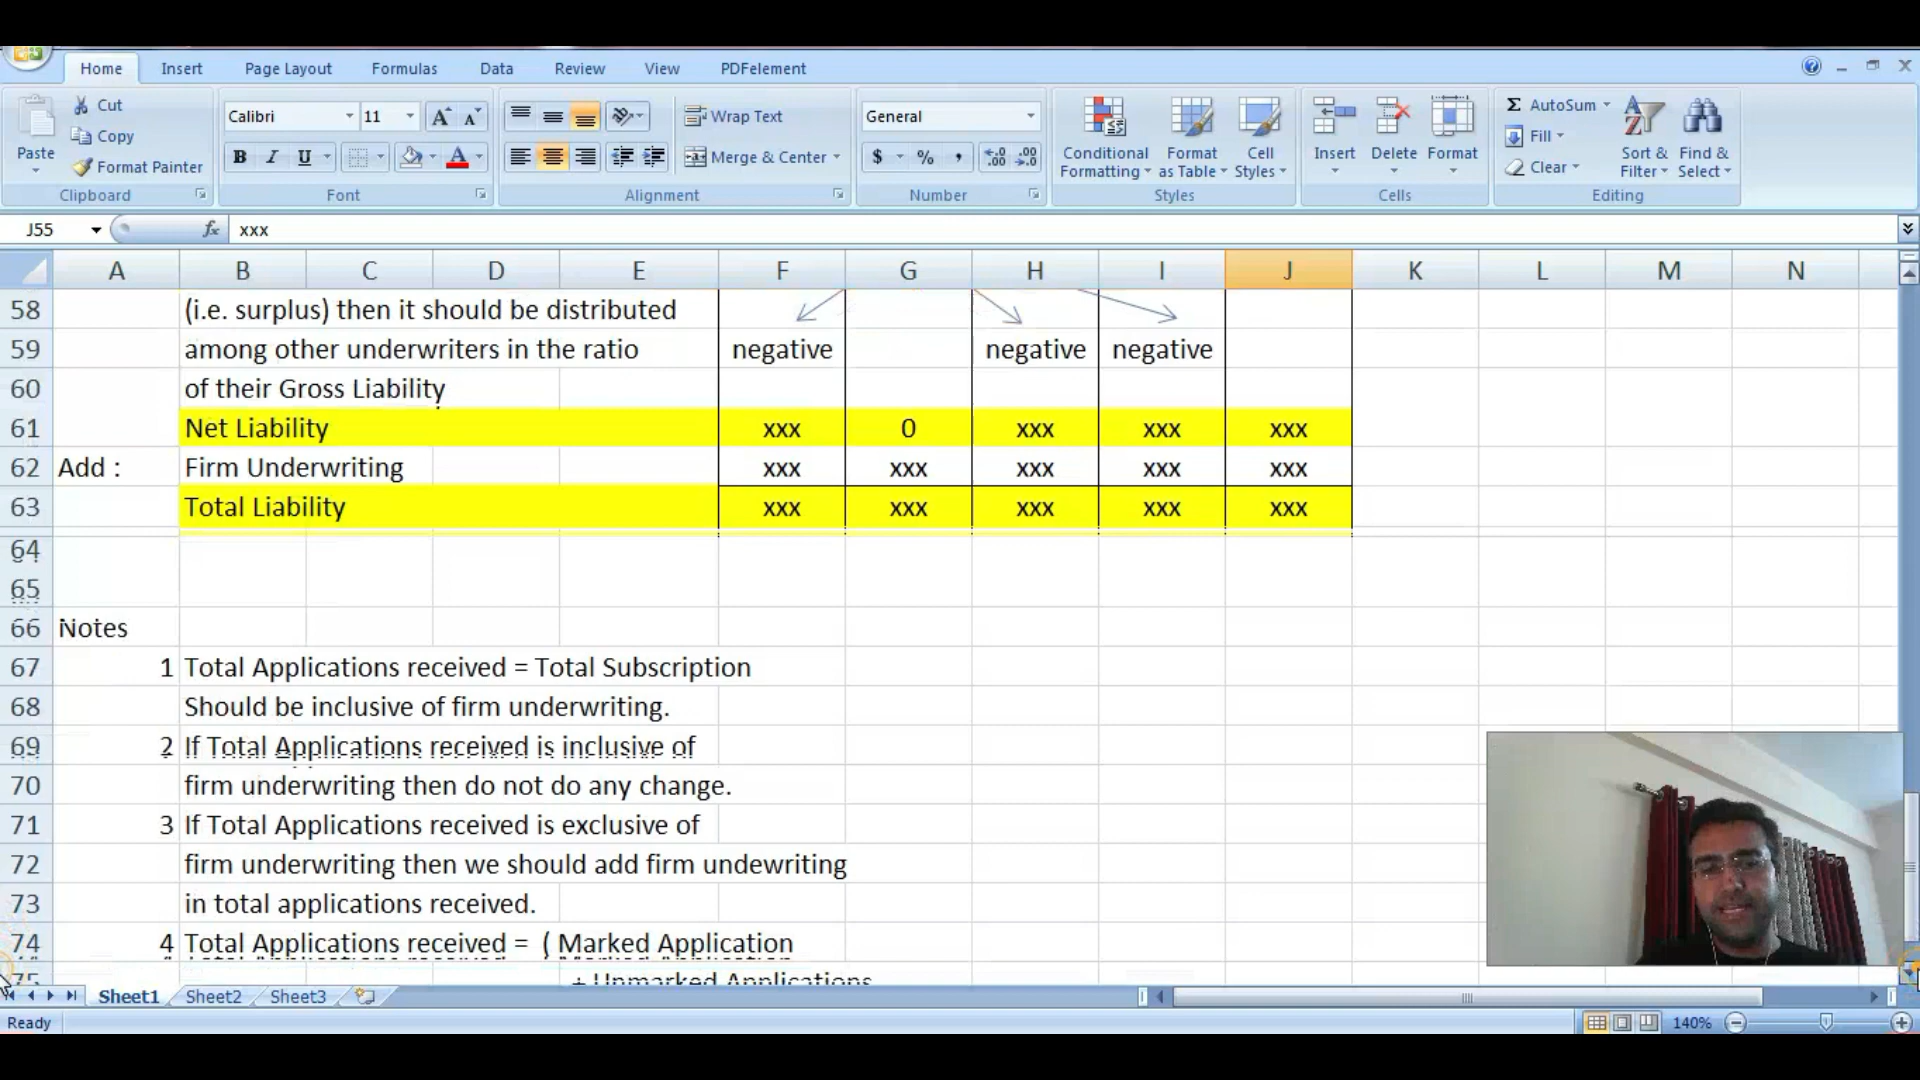 Home Insert Page Layout Formulas Data Review View PDFelement
Cut
Copy
Format Painter
Paste
Clipboard
Calibri 11
B I U
Font
Wrap Text
Merge & Center
Alignment
General
$ % ,
Number
Conditional Formatting
Format as Table
Cell Styles
Styles
Insert Delete Format
Cells
Σ AutoSum
Fill
Clear
Sort & Filter
Find & Select
Editing
J55 fx xxx
A B C D E F G H I J K L M N
58 (i.e. surplus) then it should be distributed
59 among other underwriters in the ratio negative negative negative
60 of their Gross Liability
61 Net Liability xxx 0 xxx xxx xxx
62 Add : Firm Underwriting xxx xxx xxx xxx xxx
63 Total Liability xxx xxx xxx xxx xxx
64
65
66 Notes
67 1 Total Applications received = Total Subscription
68 Should be inclusive of firm underwriting.
69 2 If Total Applications received is inclusive of
70 firm underwriting then do not do any change.
71 3 If Total Applications received is exclusive of
72 firm underwriting then we should add firm undewriting
73 in total applications received.
74 4 Total Applications received = ( Marked Application
75 + Unmarked Applications
Sheet1 Sheet2 Sheet3
Ready 140%